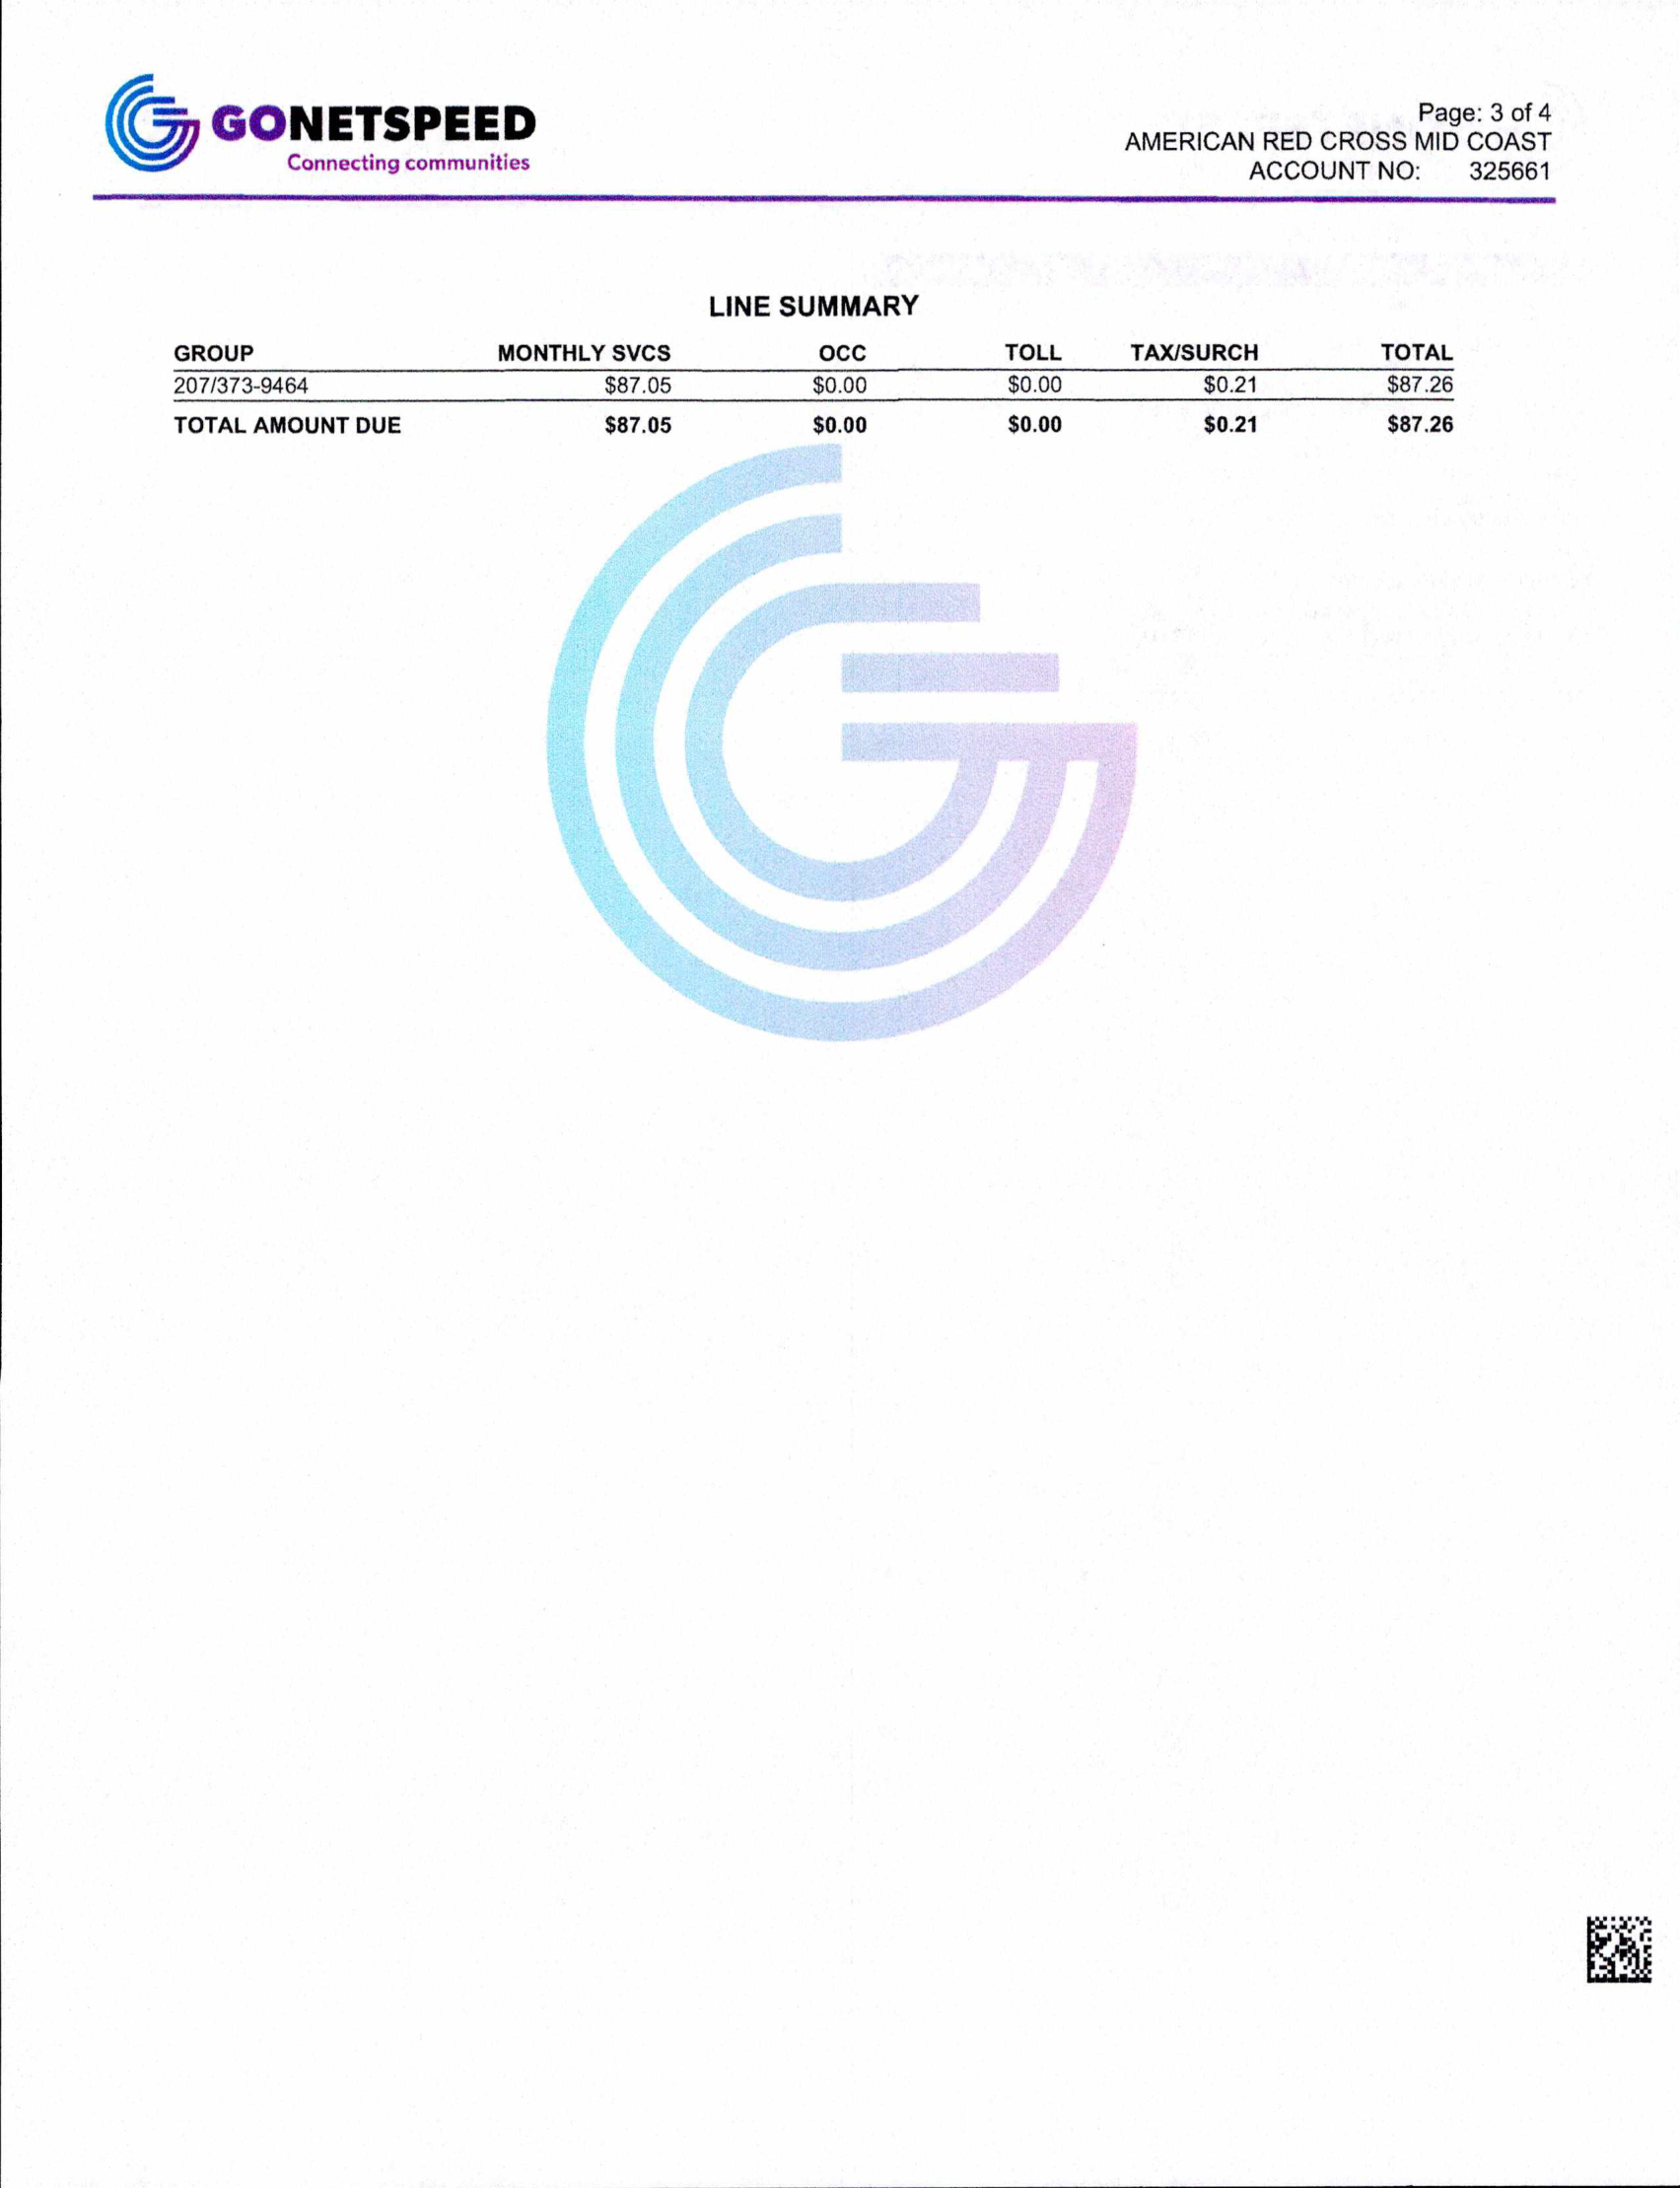 GONETSPEED
Connecting communities
Page: 3 of 4
AMERICAN RED CROSS MID COAST
ACCOUNT NO: 325661
LINE SUMMARY
GROUP MONTHLY SVCS OCC TOLL TAX/SURCH TOTAL
207/373-9464 $87.05 $0.00 $0.00 $0.21 $87.26
TOTAL AMOUNT DUE $87.05 $0.00 $0.00 $0.21 $87.26